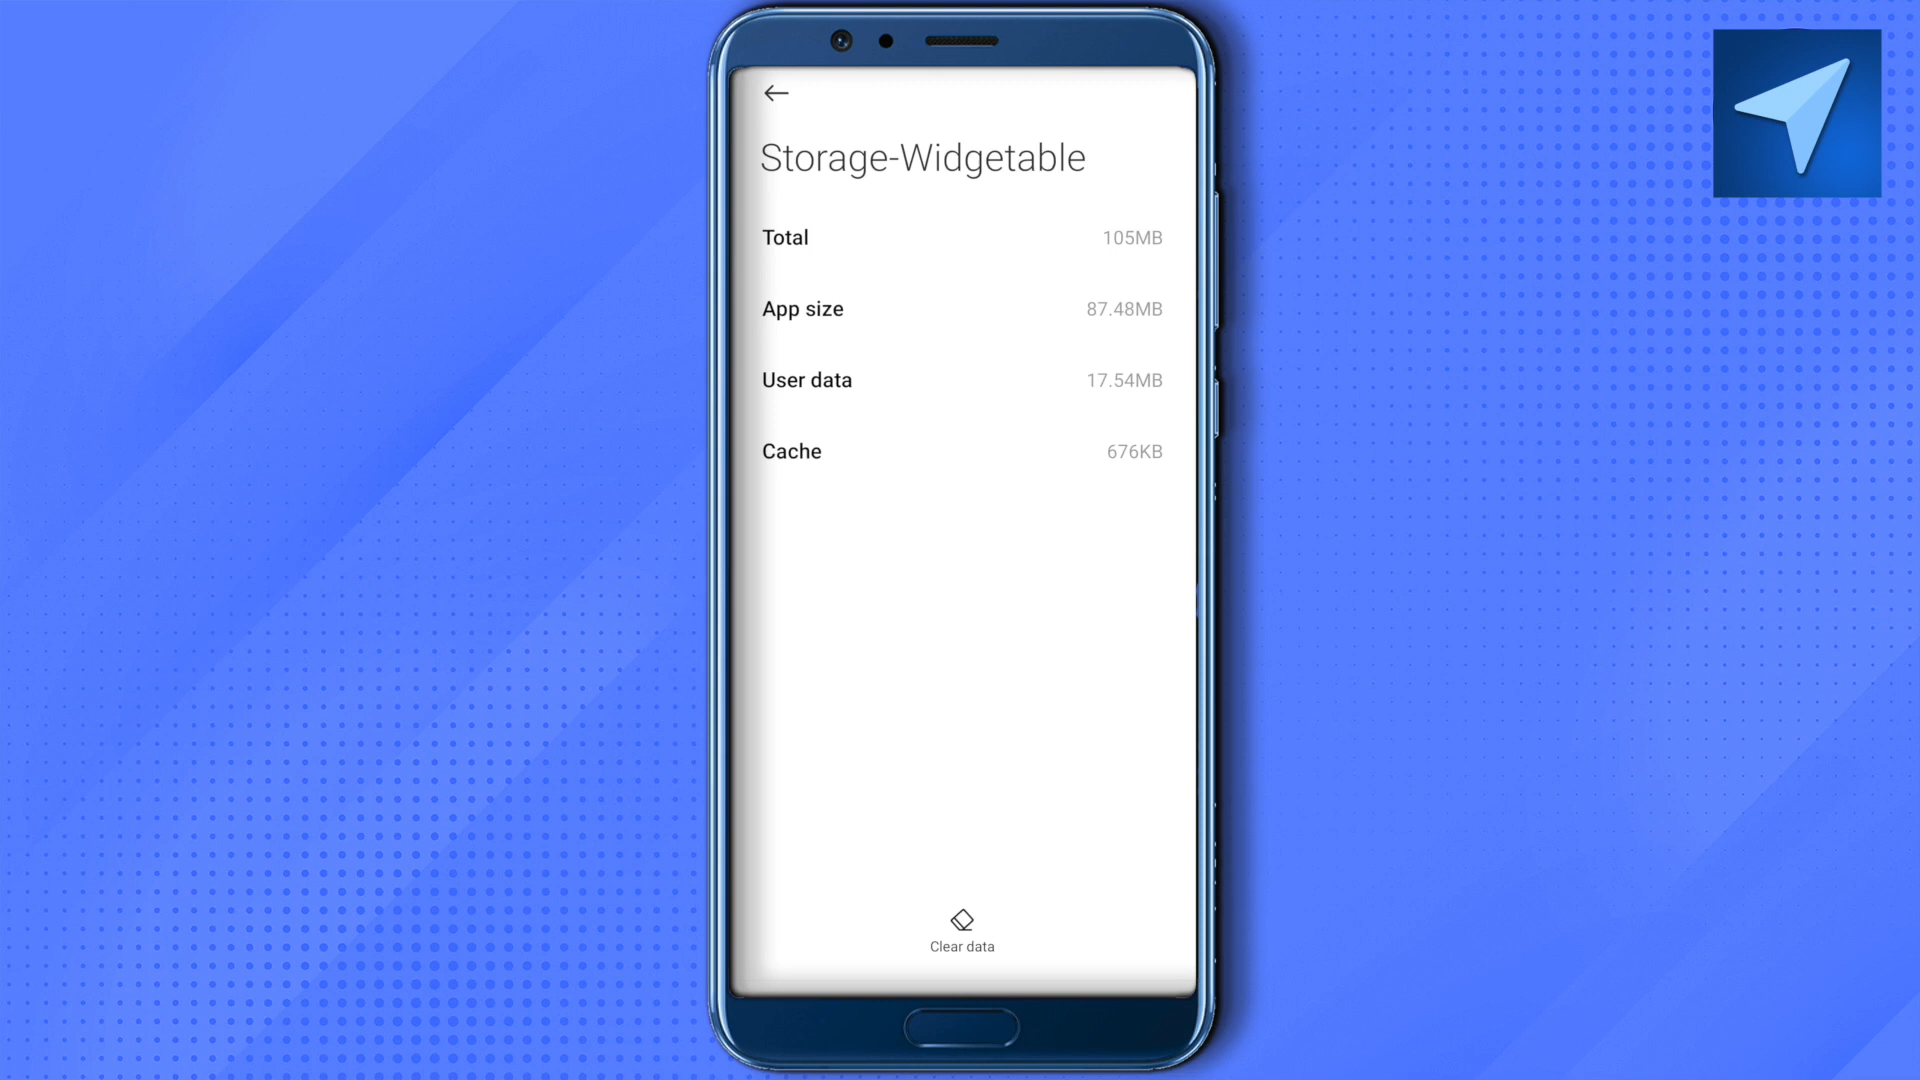 Storage-Widgetable
Total 105MB
App size 87.48MB
User data 17.54MB
Cache 676KB
Clear data